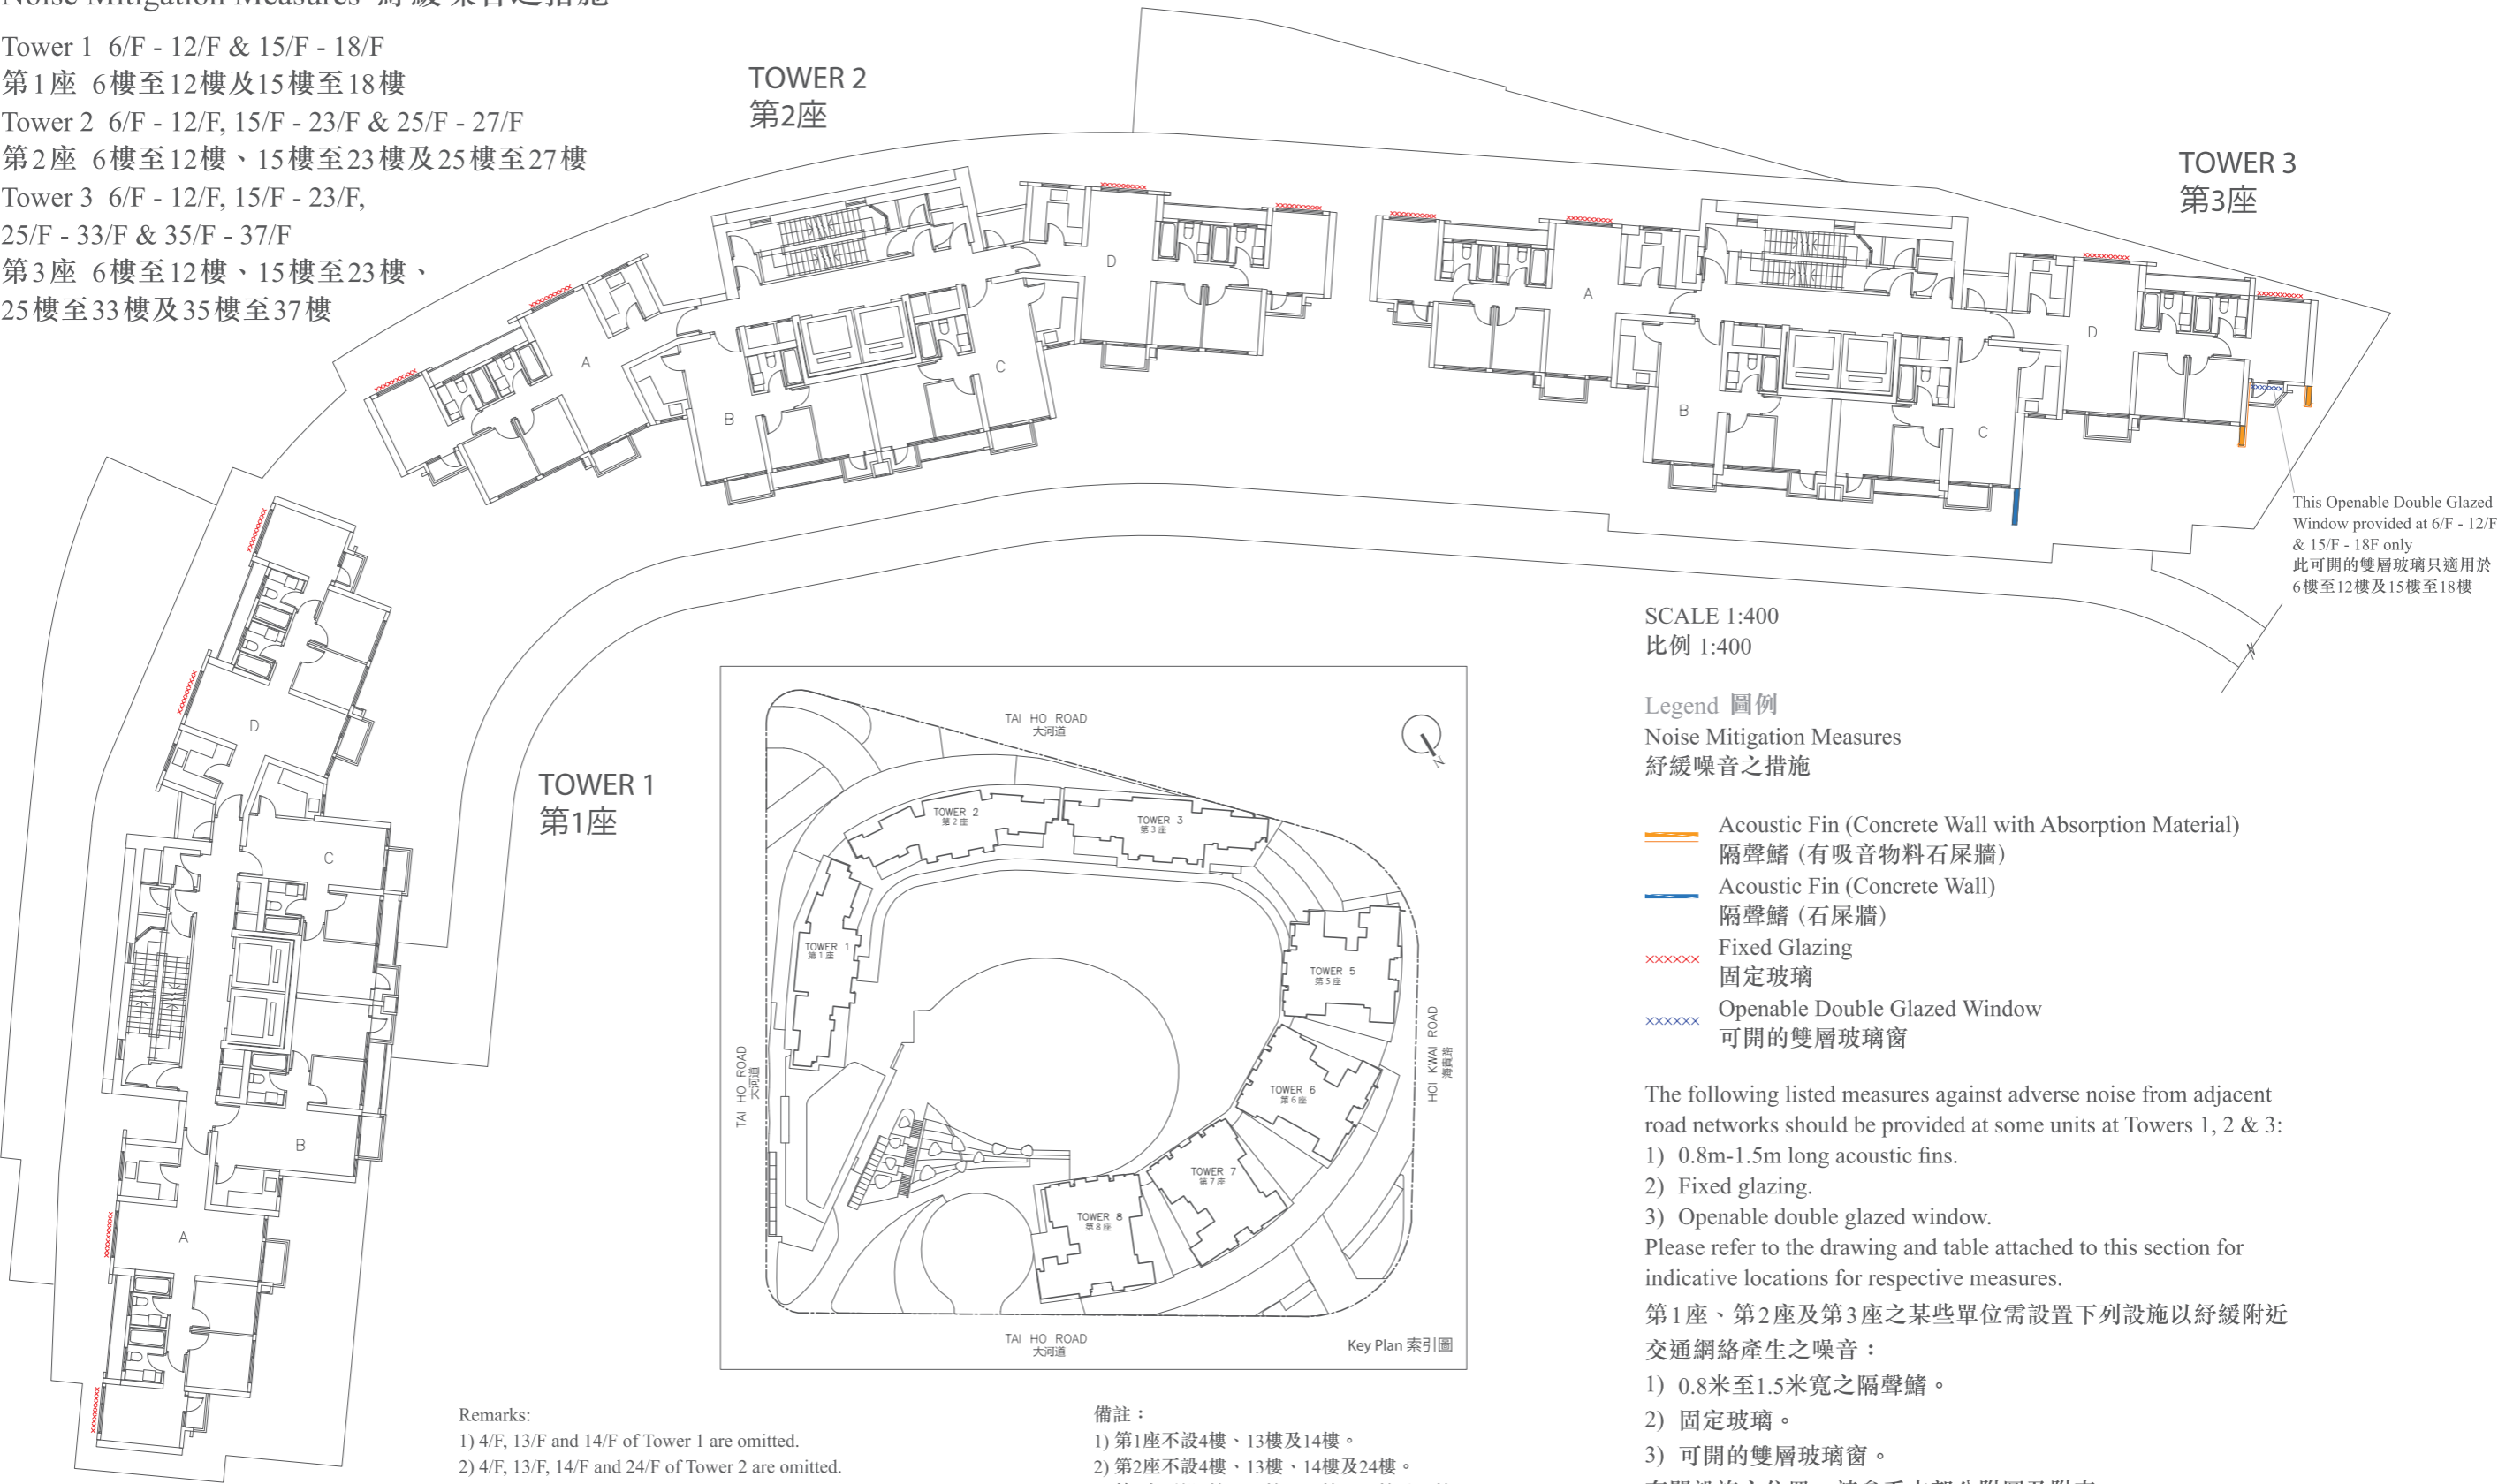 Noise Mitigation Measures 紓緩噪音之措施
Tower 1 6/F - 12/F & 15/F - 18/F
第1座 6樓至12樓及15樓至18樓
Tower 2 6/F - 12/F, 15/F - 23/F & 25/F - 27/F
第2座 6樓至12樓、15樓至23樓及25樓至27樓
Tower 3 6/F - 12/F, 15/F - 23/F,
25/F - 33/F & 35/F - 37/F
第3座 6樓至12樓、15樓至23樓、
25樓至33樓及35樓至37樓
TOWER 2
第2座
TOWER 3
第3座
A
B
C
D
A
B
C
D
This Openable Double Glazed
Window provided at 6/F - 12/F
& 15/F - 18F only
此可開的雙層玻璃只適用於
6樓至12樓及15樓至18樓
TOWER 1
第1座
D
C
B
A
TAI HO ROAD
大河道
N
TOWER 2
第2座
TOWER 3
第3座
TOWER 1
第1座
TOWER 5
第5座
TOWER 6
第6座
TOWER 7
第7座
TOWER 8
第8座
TAI HO ROAD
大河道
HOI KWAI ROAD
海貴路
TAI HO ROAD
大河道
Key Plan 索引圖
SCALE 1:400
比例 1:400
Legend 圖例
Noise Mitigation Measures
紓緩噪音之措施
Acoustic Fin (Concrete Wall with Absorption Material)
隔聲鰭 (有吸音物料石屎牆)
Acoustic Fin (Concrete Wall)
隔聲鰭 (石屎牆)
Fixed Glazing
固定玻璃
Openable Double Glazed Window
可開的雙層玻璃窗
The following listed measures against adverse noise from adjacent
road networks should be provided at some units at Towers 1, 2 & 3:
1) 0.8m-1.5m long acoustic fins.
2) Fixed glazing.
3) Openable double glazed window.
Please refer to the drawing and table attached to this section for
indicative locations for respective measures.
第1座、第2座及第3座之某些單位需設置下列設施以紓緩附近
交通網絡產生之噪音：
1) 0.8米至1.5米寬之隔聲鰭。
2) 固定玻璃。
3) 可開的雙層玻璃窗。
Remarks:
1) 4/F, 13/F and 14/F of Tower 1 are omitted.
2) 4/F, 13/F, 14/F and 24/F of Tower 2 are omitted.
備註：
1) 第1座不設4樓、13樓及14樓。
2) 第2座不設4樓、13樓、14樓及24樓。